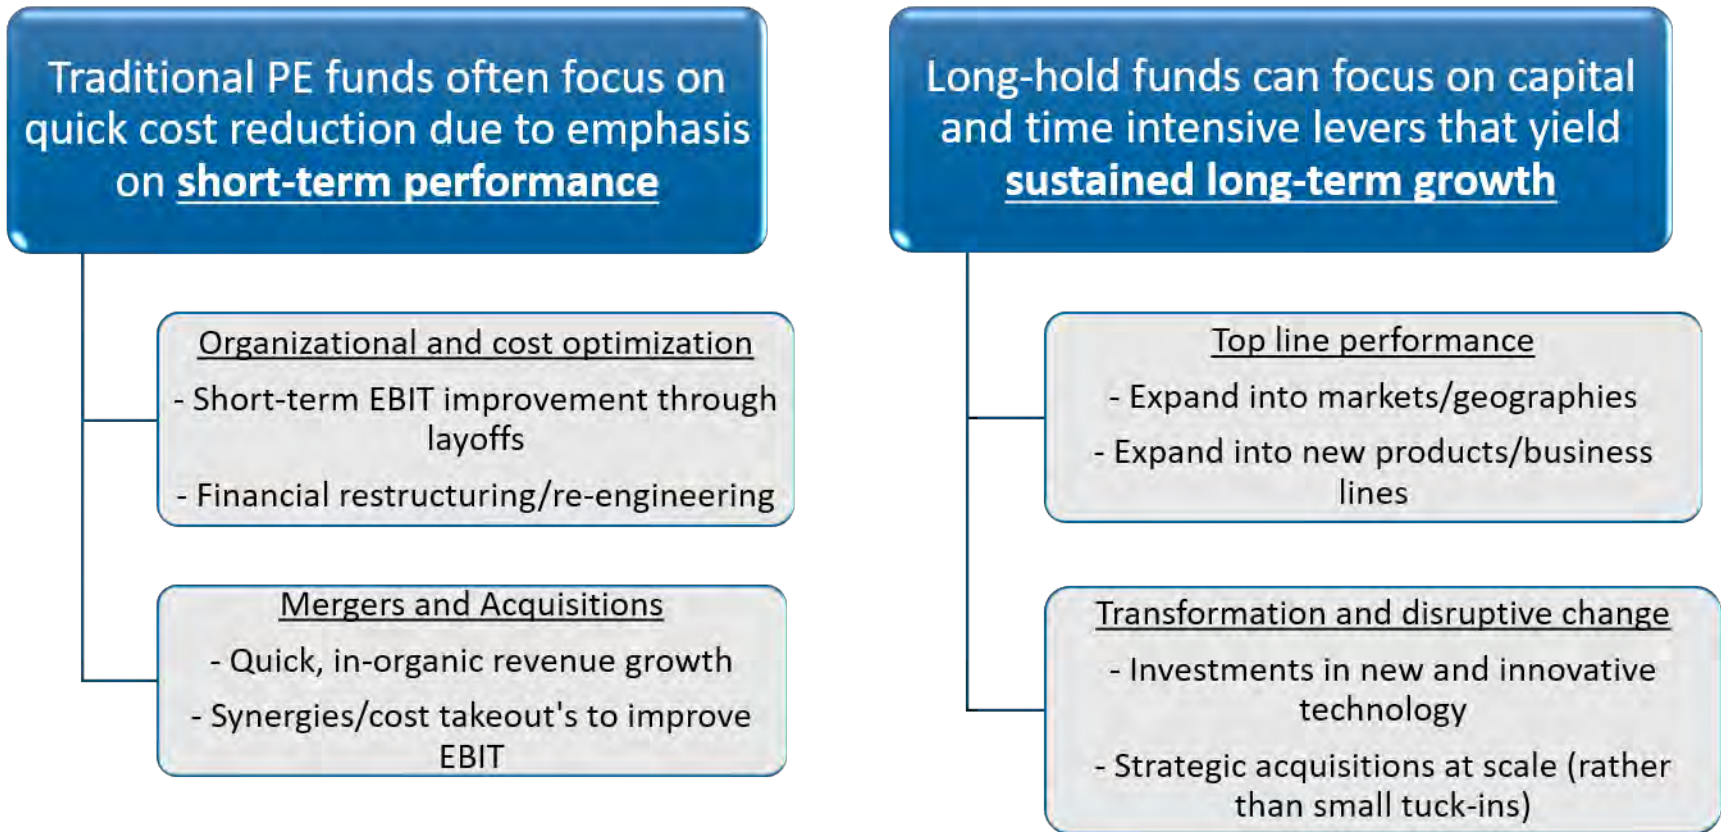 Traditional PE funds often focus on
quick cost reduction due to emphasis
on short-term performance
Organizational and cost optimization
- Short-term EBIT improvement through
layoffs
- Financial restructuring/re-engineering
Mergers and Acquisitions
- Quick, in-organic revenue growth
- Synergies/cost takeout's to improve
EBIT
Long-hold funds can focus on capital
and time intensive levers that yield
sustained long-term growth
Top line performance
- Expand into markets/geographies
- Expand into new products/business
lines
Transformation and disruptive change
- Investments in new and innovative
technology
- Strategic acquisitions at scale (rather
than small tuck-ins)